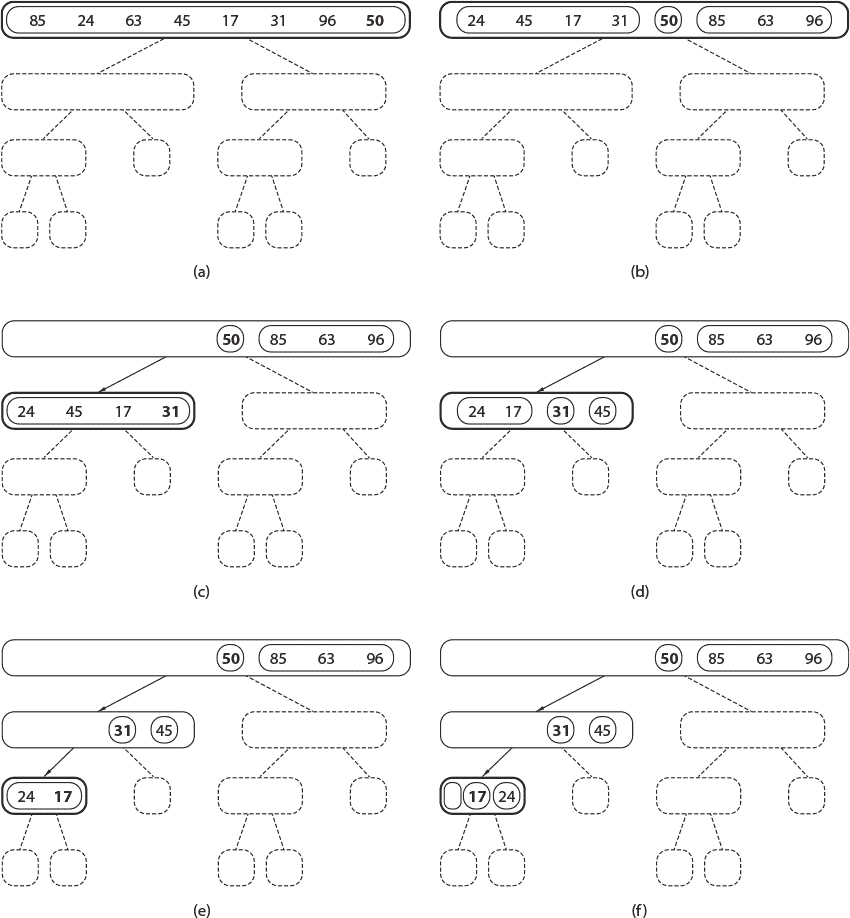 85 24 63 45 17 31 96 50
24 45 17 31 50 85 63 96
(a)
(b)
50 85 63 96
50 85 63 96
24 45 17 31
24 17 31 45
(c)
(d)
50 85 63 96
50 85 63 96
31 45
31 45
24 17
17 24
(e)
(f)